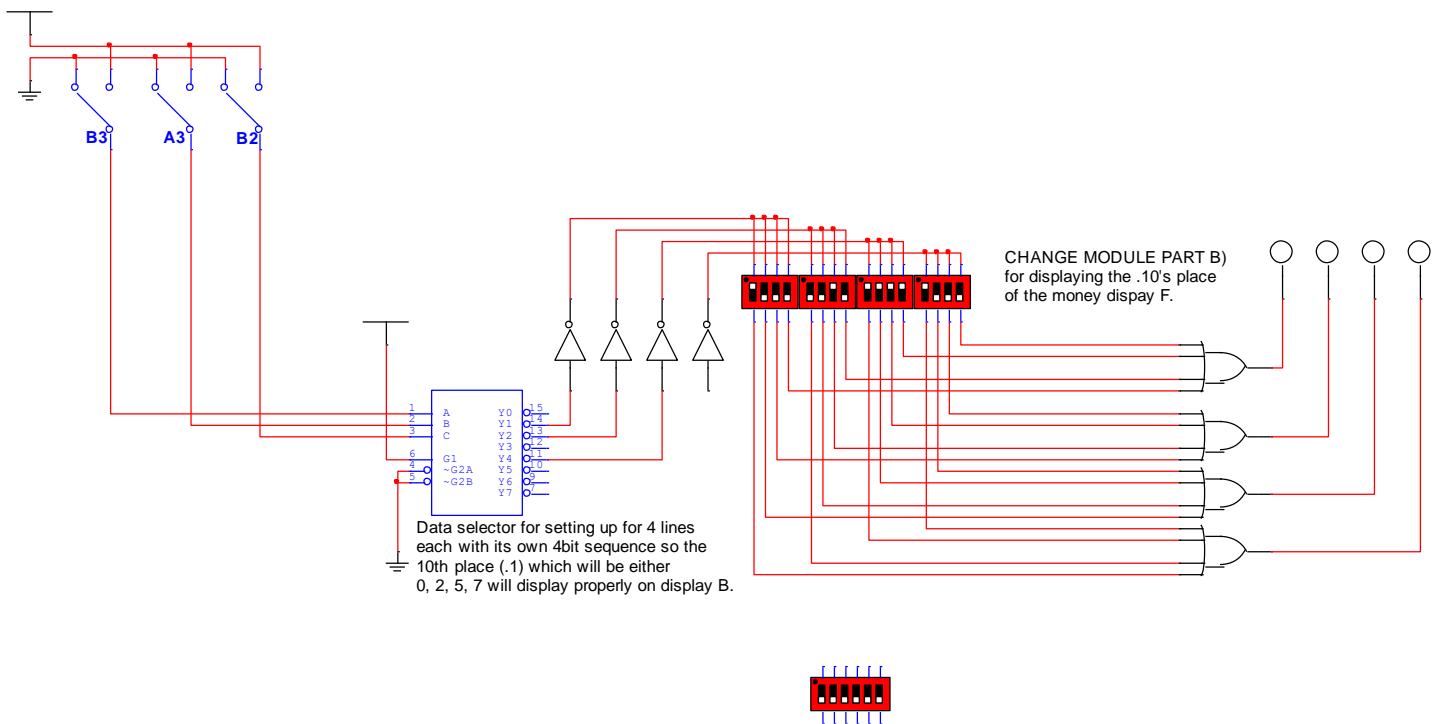 B3 A3 B2
CHANGE MODULE PART B)
for displaying the .10's place
of the money dispay F.
1 A Y0 15
2 B Y1 14
3 C Y2 13
Y3 12
6 G1 Y4 11
4 ~G2A Y5 10
5 ~G2B Y6 9
Y7 7
Data selector for setting up for 4 lines
each with its own 4bit sequence so the
10th place (.1) which will be either
0, 2, 5, 7 will display properly on display B.